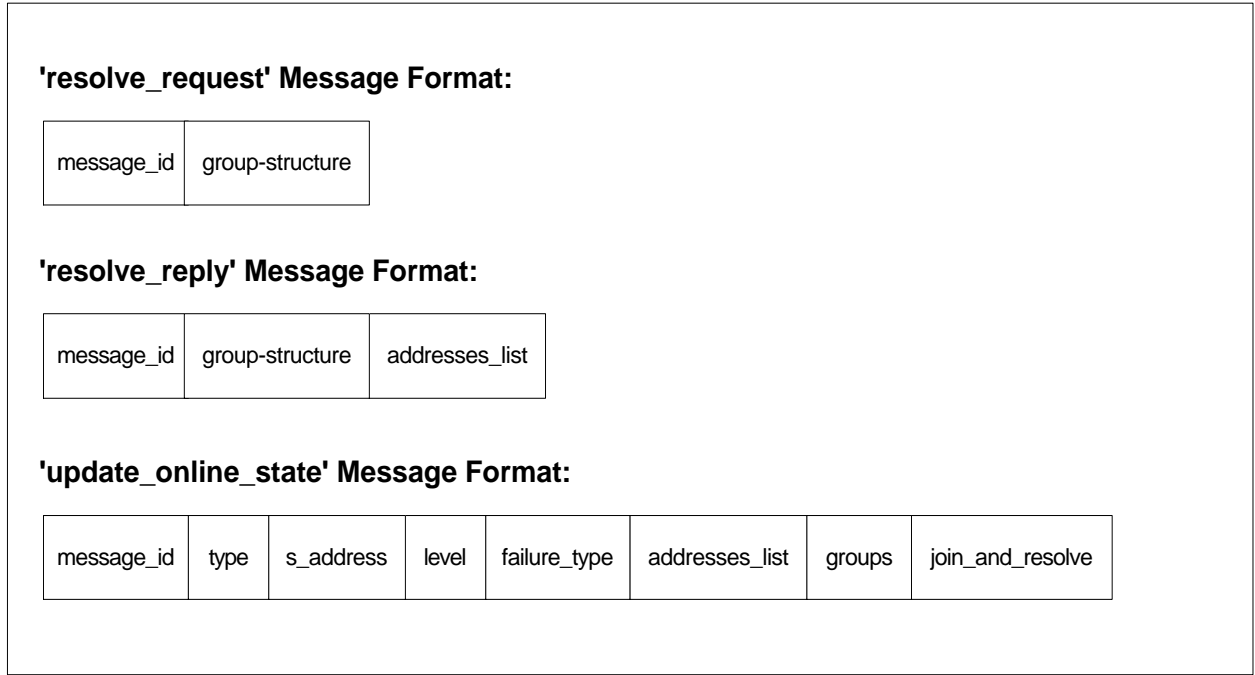 'resolve_request' Message Format:
message_id group-structure
'resolve_reply' Message Format:
message_id group-structure addresses_list
'update_online_state' Message Format:
message_id type s_address level failure_type addresses_list groups join_and_resolve